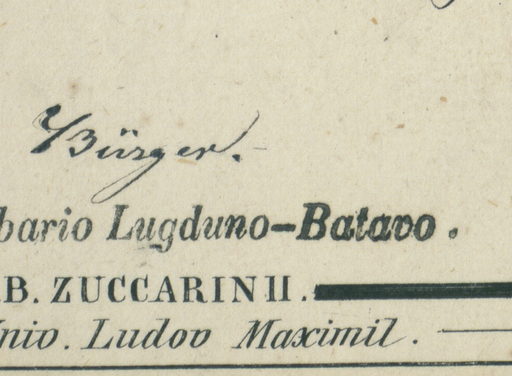 Bürger.
bario Lugduno-Batavo.
B. ZUCCARINII.
niv. Ludov Maximil.